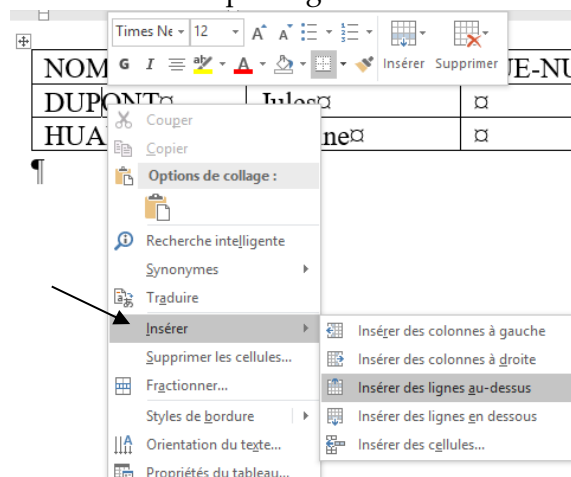 Times Ne 12 A A
G I A Insérer Supprimer
NOM UE-NU
DUPONT¤ Jules¤ ¤
HUA ne¤ ¤
¶
Couper
Copier
Options de collage :
Recherche intelligente
Synonymes
Traduire
Insérer
Supprimer les cellules...
Fractionner...
Styles de bordure
Orientation du texte...
Propriétés du tableau...
Insérer des colonnes à gauche
Insérer des colonnes à droite
Insérer des lignes au-dessus
Insérer des lignes en dessous
Insérer des cellules...